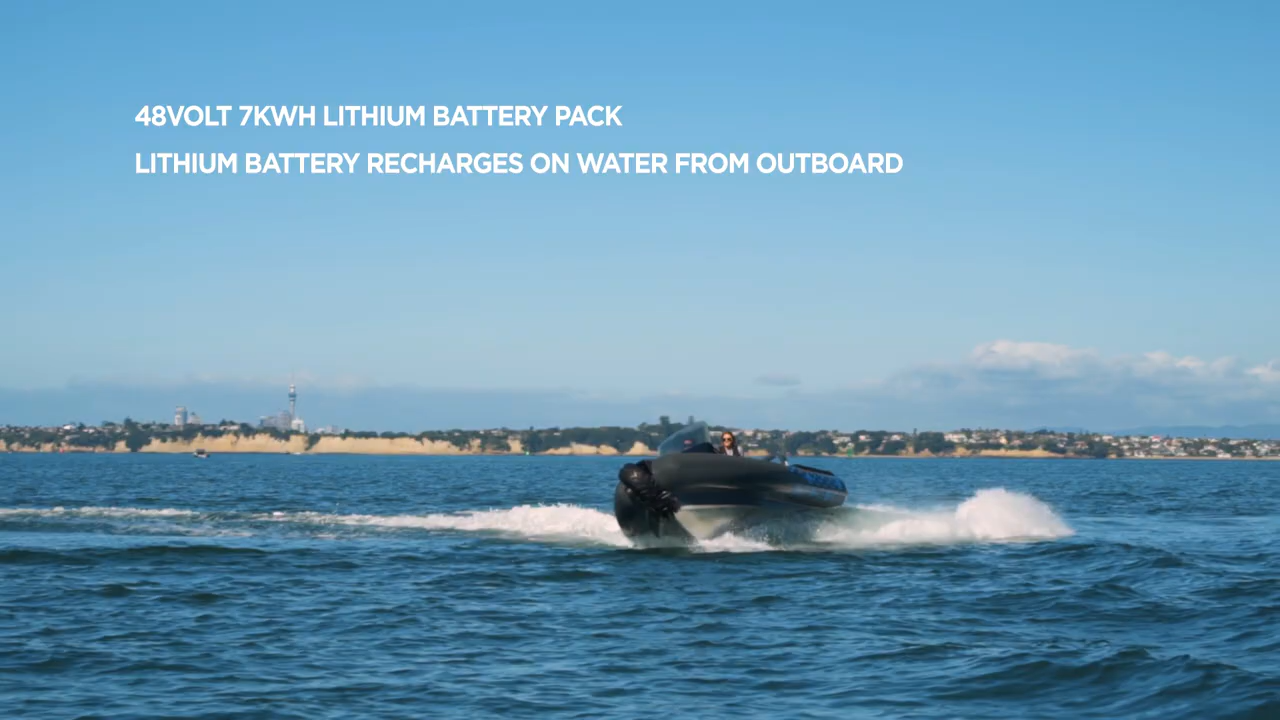 48VOLT 7KWH LITHIUM BATTERY PACK
LITHIUM BATTERY RECHARGES ON WATER FROM OUTBOARD